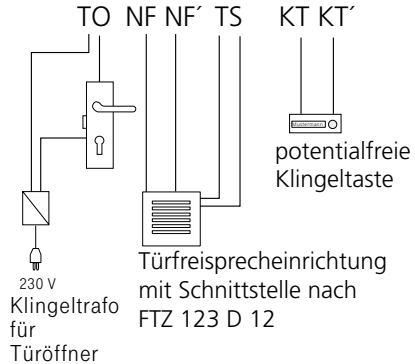 TO NF NF´ TS KT KT´
Mustermann
potentialfreie
Klingeltaste
230 V
Klingeltrafo
für
Türöffner
Türfreisprecheinrichtung
mit Schnittstelle nach
FTZ 123 D 12